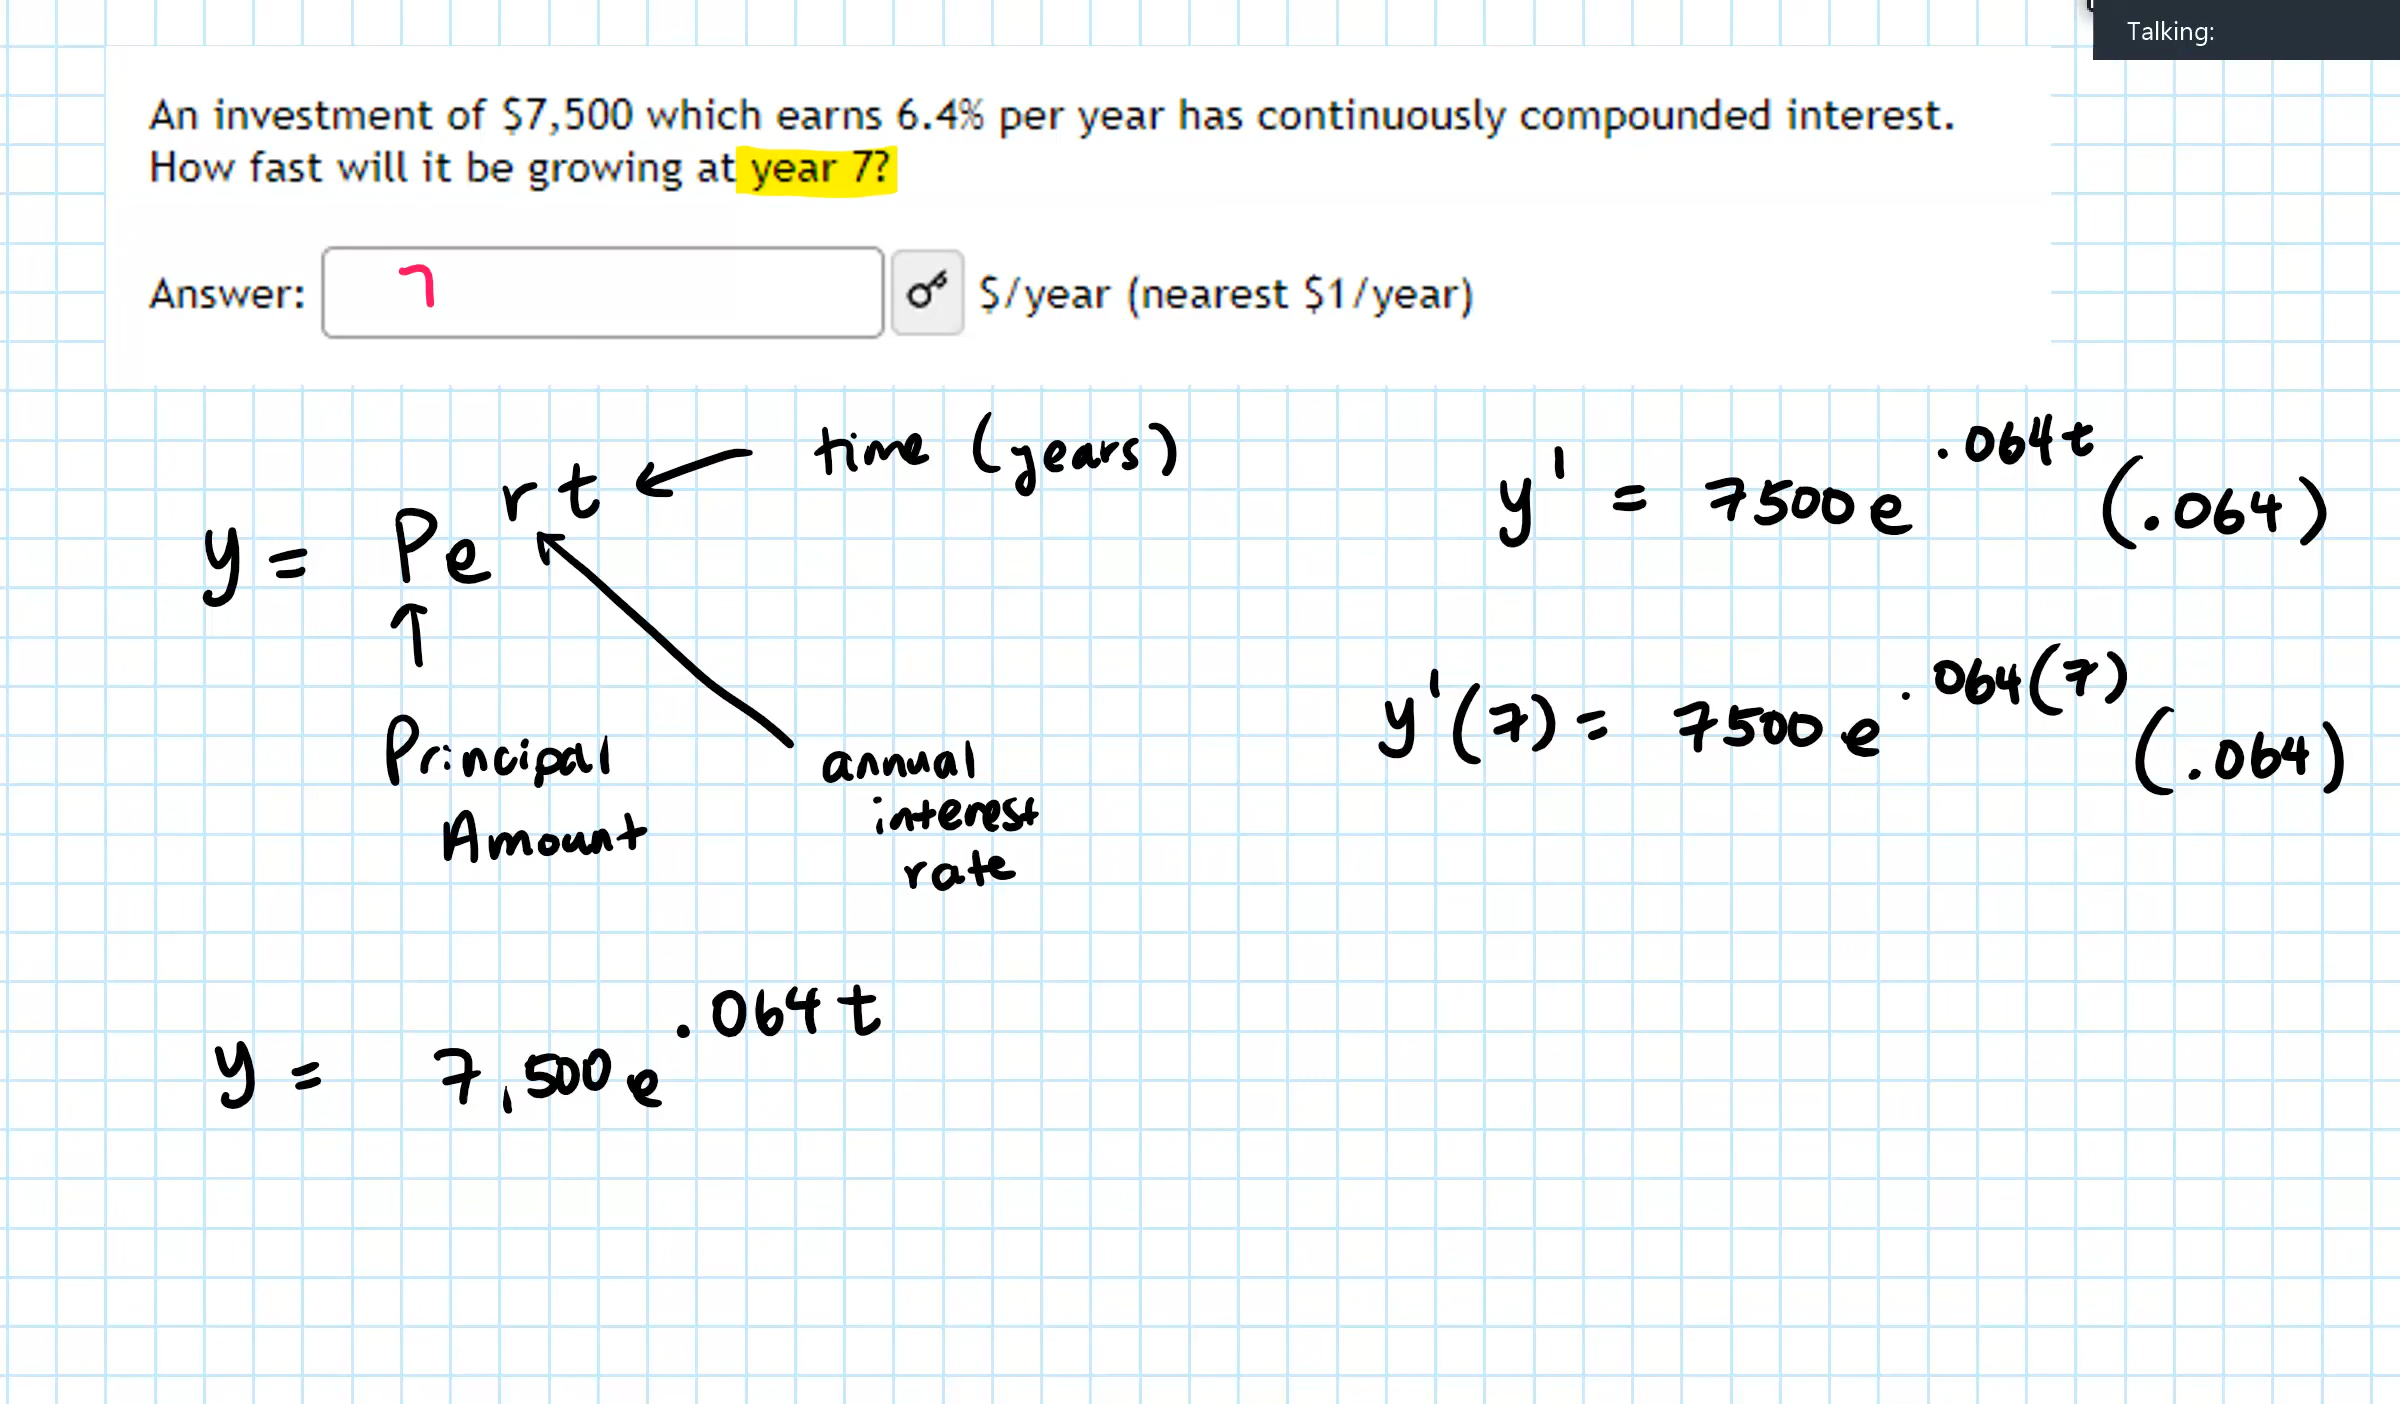 Talking:
An investment of $7,500 which earns 6.4% per year has continuously compounded interest.
How fast will it be growing at year 7?
Answer: 7 $/year (nearest $1/year)
y = Pe^rt ← time (years)
Principal
Amount
annual
interest
rate
y = 7,500e^.064t
y' = 7500e^.064t (.064)
y'(7) = 7500e^.064(7) (.064)